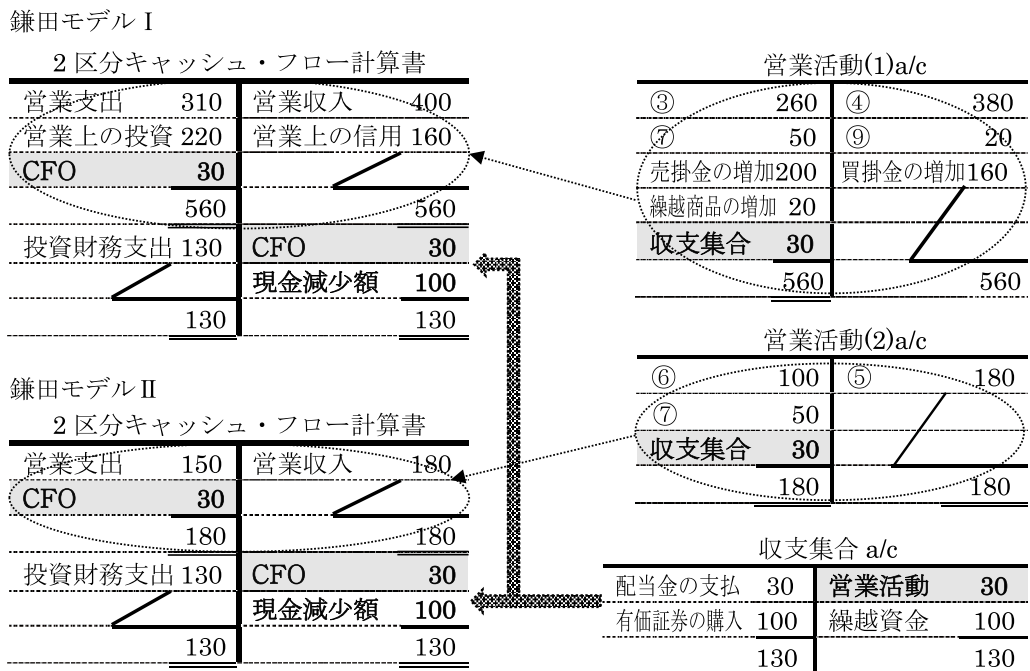 鎌田モデルⅠ
2区分キャッシュ・フロー計算書
営業支出 310 営業収入 400
営業上の投資 220 営業上の信用 160
CFO 30
560 560
投資財務支出 130 CFO 30
現金減少額 100
130 130
鎌田モデルⅡ
2区分キャッシュ・フロー計算書
営業支出 150 営業収入 180
CFO 30
180 180
投資財務支出 130 CFO 30
現金減少額 100
130 130
営業活動(1)a/c
③ 260 ④ 380
⑦ 50 ⑨ 20
売掛金の増加200 買掛金の増加160
繰越商品の増加 20
収支集合 30
560 560
営業活動(2)a/c
⑥ 100 ⑤ 180
⑦ 50
収支集合 30
180 180
収支集合 a/c
配当金の支払 30 営業活動 30
有価証券の購入 100 繰越資金 100
130 130